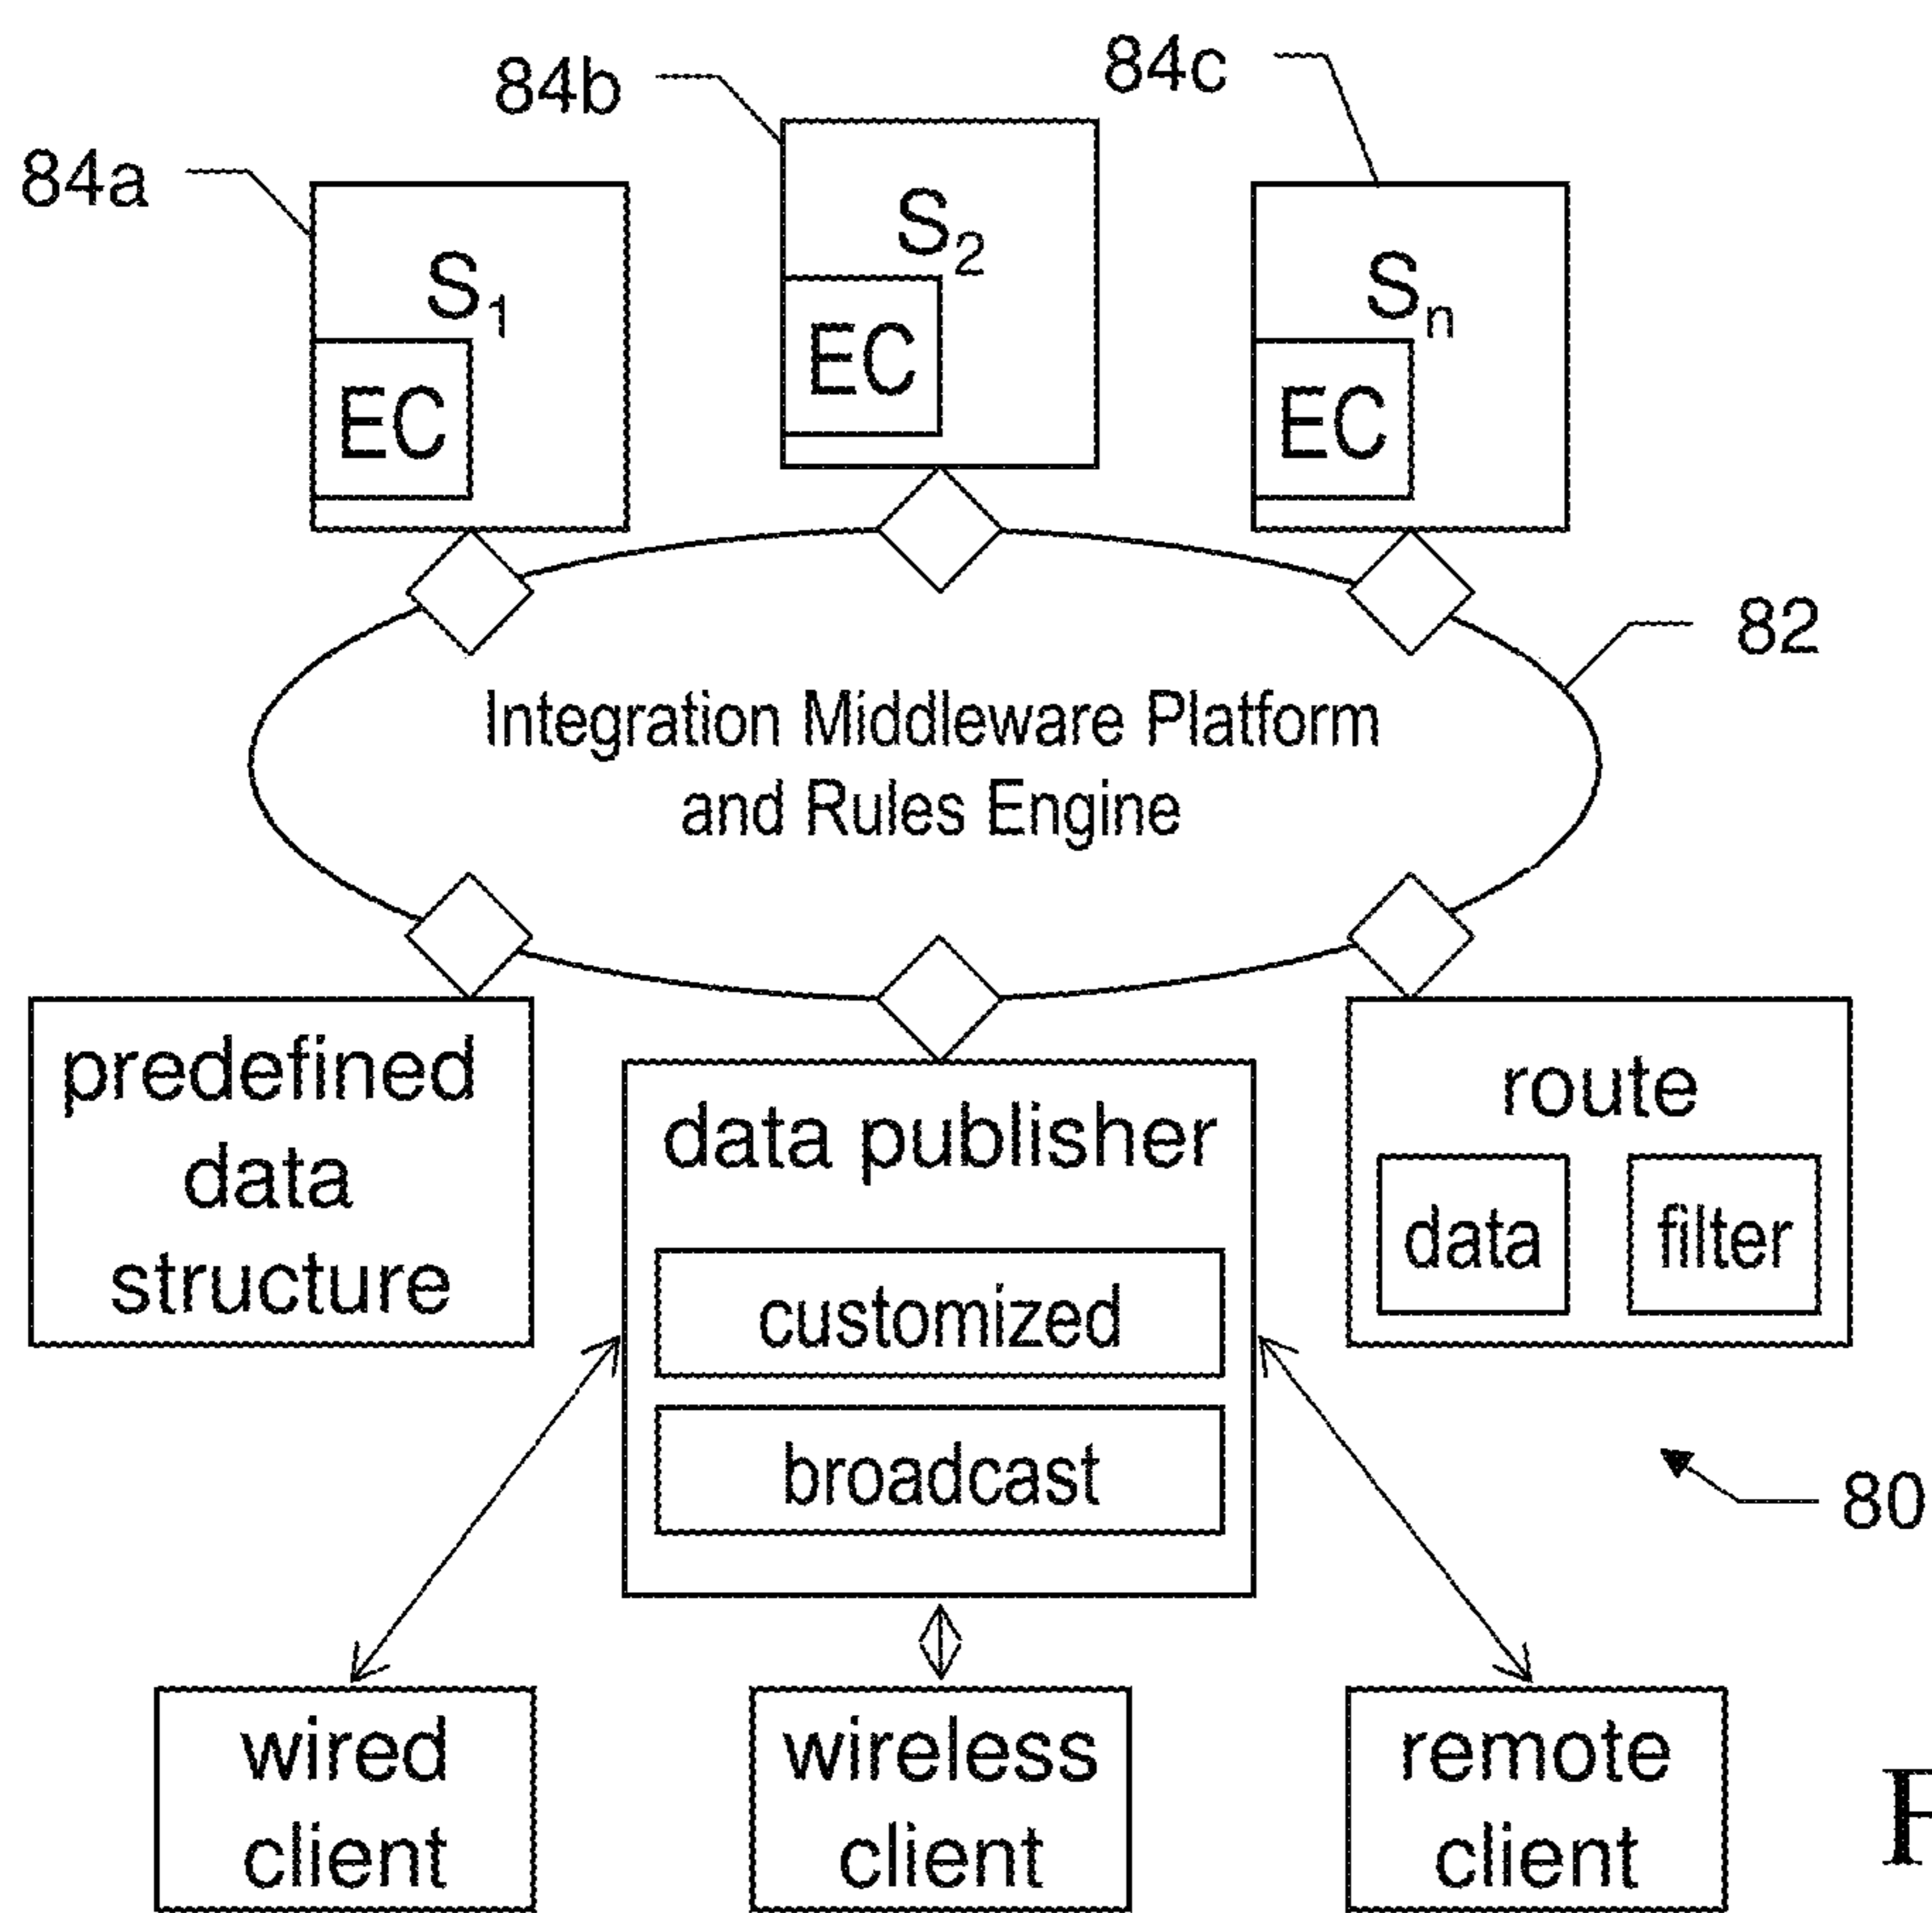 84a
84b
84c
S1
S2
Sn
EC
EC
EC
82
Integration Middleware Platform
and Rules Engine
predefined
data
structure
data publisher
customized
broadcast
route
data
filter
80
wired
client
wireless
client
remote
client